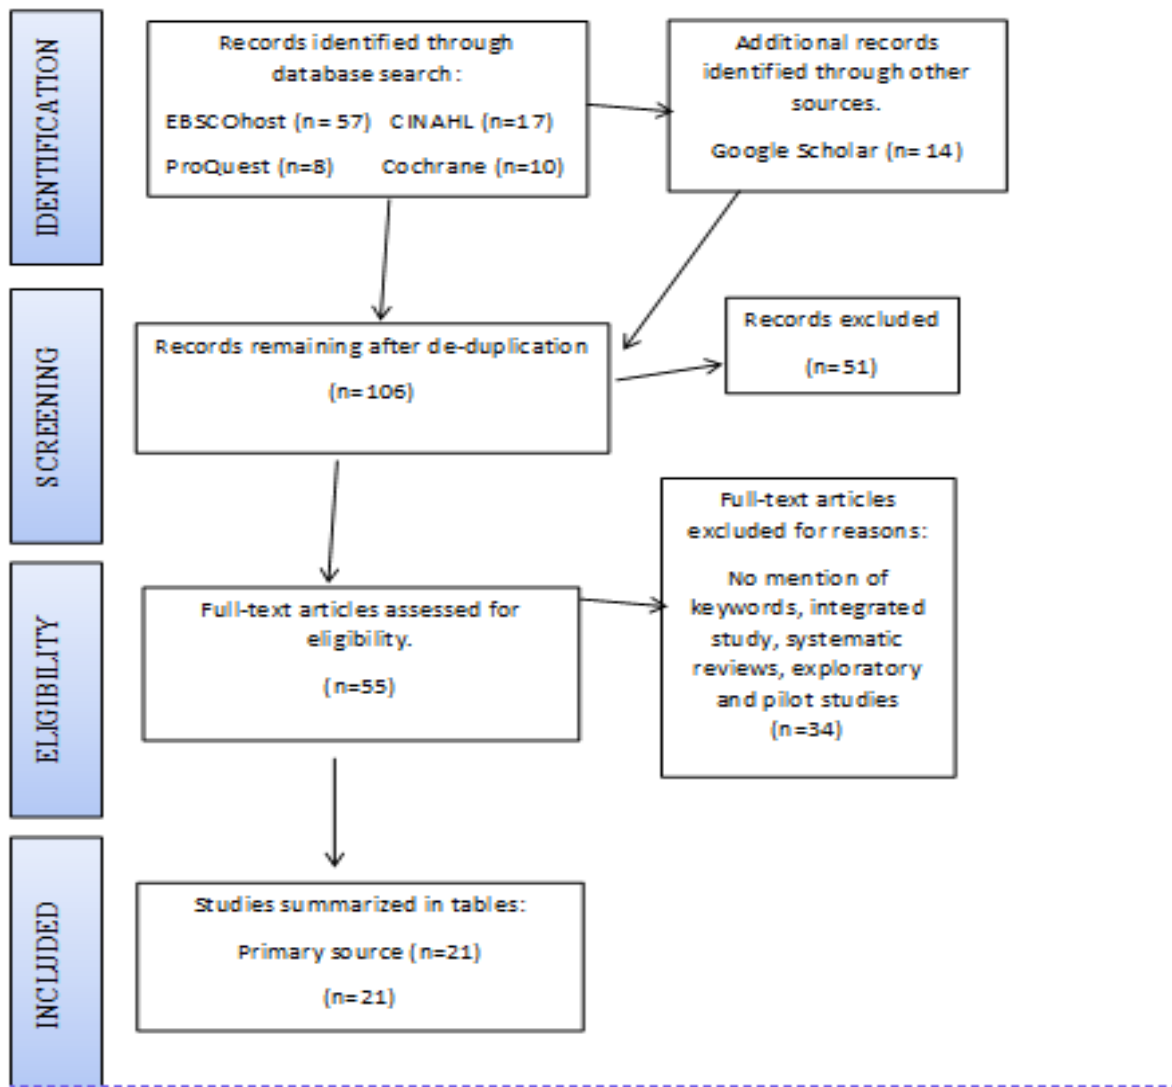 IDENTIFICATION
Records identified through
database search:
EBSCOhost (n= 57) CINAHL (n=17)
ProQuest (n=8) Cochrane (n=10)
Additional records
identified through other
sources.
Google Scholar (n= 14)
SCREENING
Records remaining after de-duplication
(n=106)
Records excluded
(n=51)
ELIGIBILITY
Full-text articles assessed for
eligibility.
(n=55)
Full-text articles
excluded for reasons:
No mention of
keywords, integrated
study, systematic
reviews, exploratory
and pilot studies
(n=34)
INCLUDED
Studies summarized in tables:
Primary source (n=21)
(n=21)